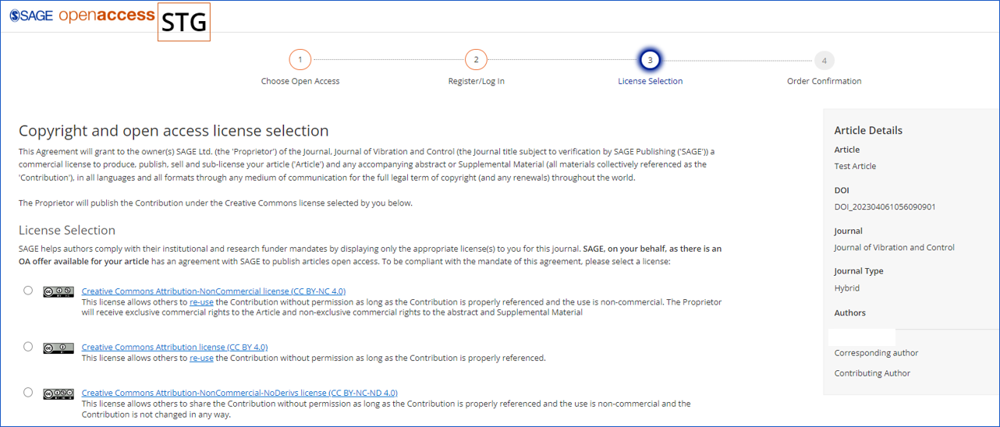 SAGE openaccess STG
1 2 3 4
Choose Open Access Register/Log In License Selection Order Confirmation
Copyright and open access license selection
This Agreement will grant to the owner(s) SAGE Ltd. (the 'Proprietor') of the Journal, Journal of Vibration and Control (the Journal title subject to verification by SAGE Publishing ('SAGE')) a
commercial license to produce, publish, sell and sub-license your article ('Article') and any accompanying abstract or Supplemental Material (all materials collectively referenced as the
'Contribution'), in all languages and all formats through any medium of communication for the full legal term of copyright (and any renewals) throughout the world.
The Proprietor will publish the Contribution under the Creative Commons license selected by you below.
License Selection
SAGE helps authors comply with their institutional and research funder mandates by displaying only the appropriate license(s) to you for this journal. SAGE, on your behalf, as there is an
OA offer available for your article has an agreement with SAGE to publish articles open access. To be compliant with the mandate of this agreement, please select a license:
Creative Commons Attribution-NonCommercial license (CC BY-NC 4.0)
This license allows others to re-use the Contribution without permission as long as the Contribution is properly referenced and the use is non-commercial. The Proprietor
will receive exclusive commercial rights to the Article and non-exclusive commercial rights to the abstract and Supplemental Material
Creative Commons Attribution license (CC BY 4.0)
This license allows others to re-use the Contribution without permission as long as the Contribution is properly referenced.
Creative Commons Attribution-NonCommercial-NoDerivs license (CC BY-NC-ND 4.0)
This license allows others to share the Contribution without permission as long as the Contribution is properly referenced and the use is non-commercial and the
Contribution is not changed in any way.
Article Details
Article
Test Article
DOI
DOI_202304061056090901
Journal
Journal of Vibration and Control
Journal Type
Hybrid
Authors
Corresponding author
Contributing Author